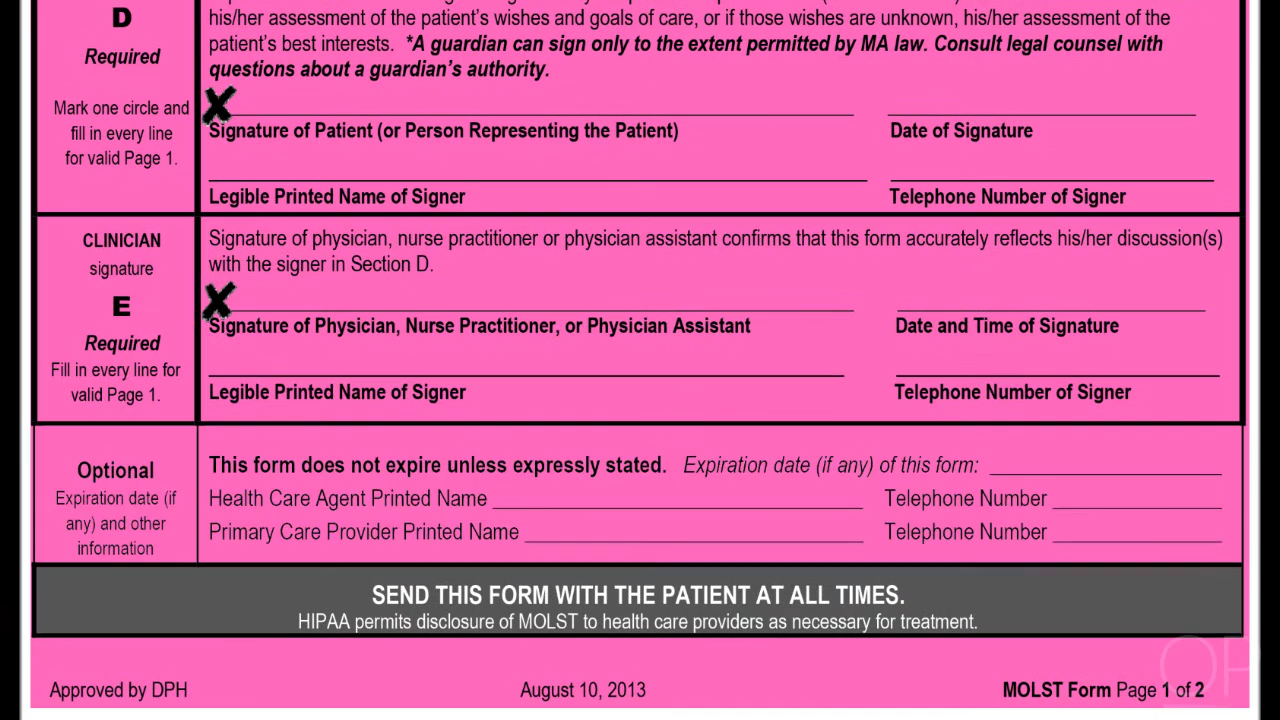 D
Required
Mark one circle and
fill in every line
for valid Page 1.
his/her assessment of the patient's wishes and goals of care, or if those wishes are unknown, his/her assessment of the
patient's best interests. *A guardian can sign only to the extent permitted by MA law. Consult legal counsel with
questions about a guardian's authority.
Signature of Patient (or Person Representing the Patient) Date of Signature
Legible Printed Name of Signer Telephone Number of Signer
CLINICIAN
signature
E
Required
Fill in every line for
valid Page 1.
Signature of physician, nurse practitioner or physician assistant confirms that this form accurately reflects his/her discussion(s)
with the signer in Section D.
Signature of Physician, Nurse Practitioner, or Physician Assistant Date and Time of Signature
Legible Printed Name of Signer Telephone Number of Signer
Optional
Expiration date (if
any) and other
information
This form does not expire unless expressly stated. Expiration date (if any) of this form:
Health Care Agent Printed Name Telephone Number
Primary Care Provider Printed Name Telephone Number
SEND THIS FORM WITH THE PATIENT AT ALL TIMES.
HIPAA permits disclosure of MOLST to health care providers as necessary for treatment.
Approved by DPH August 10, 2013 MOLST Form Page 1 of 2